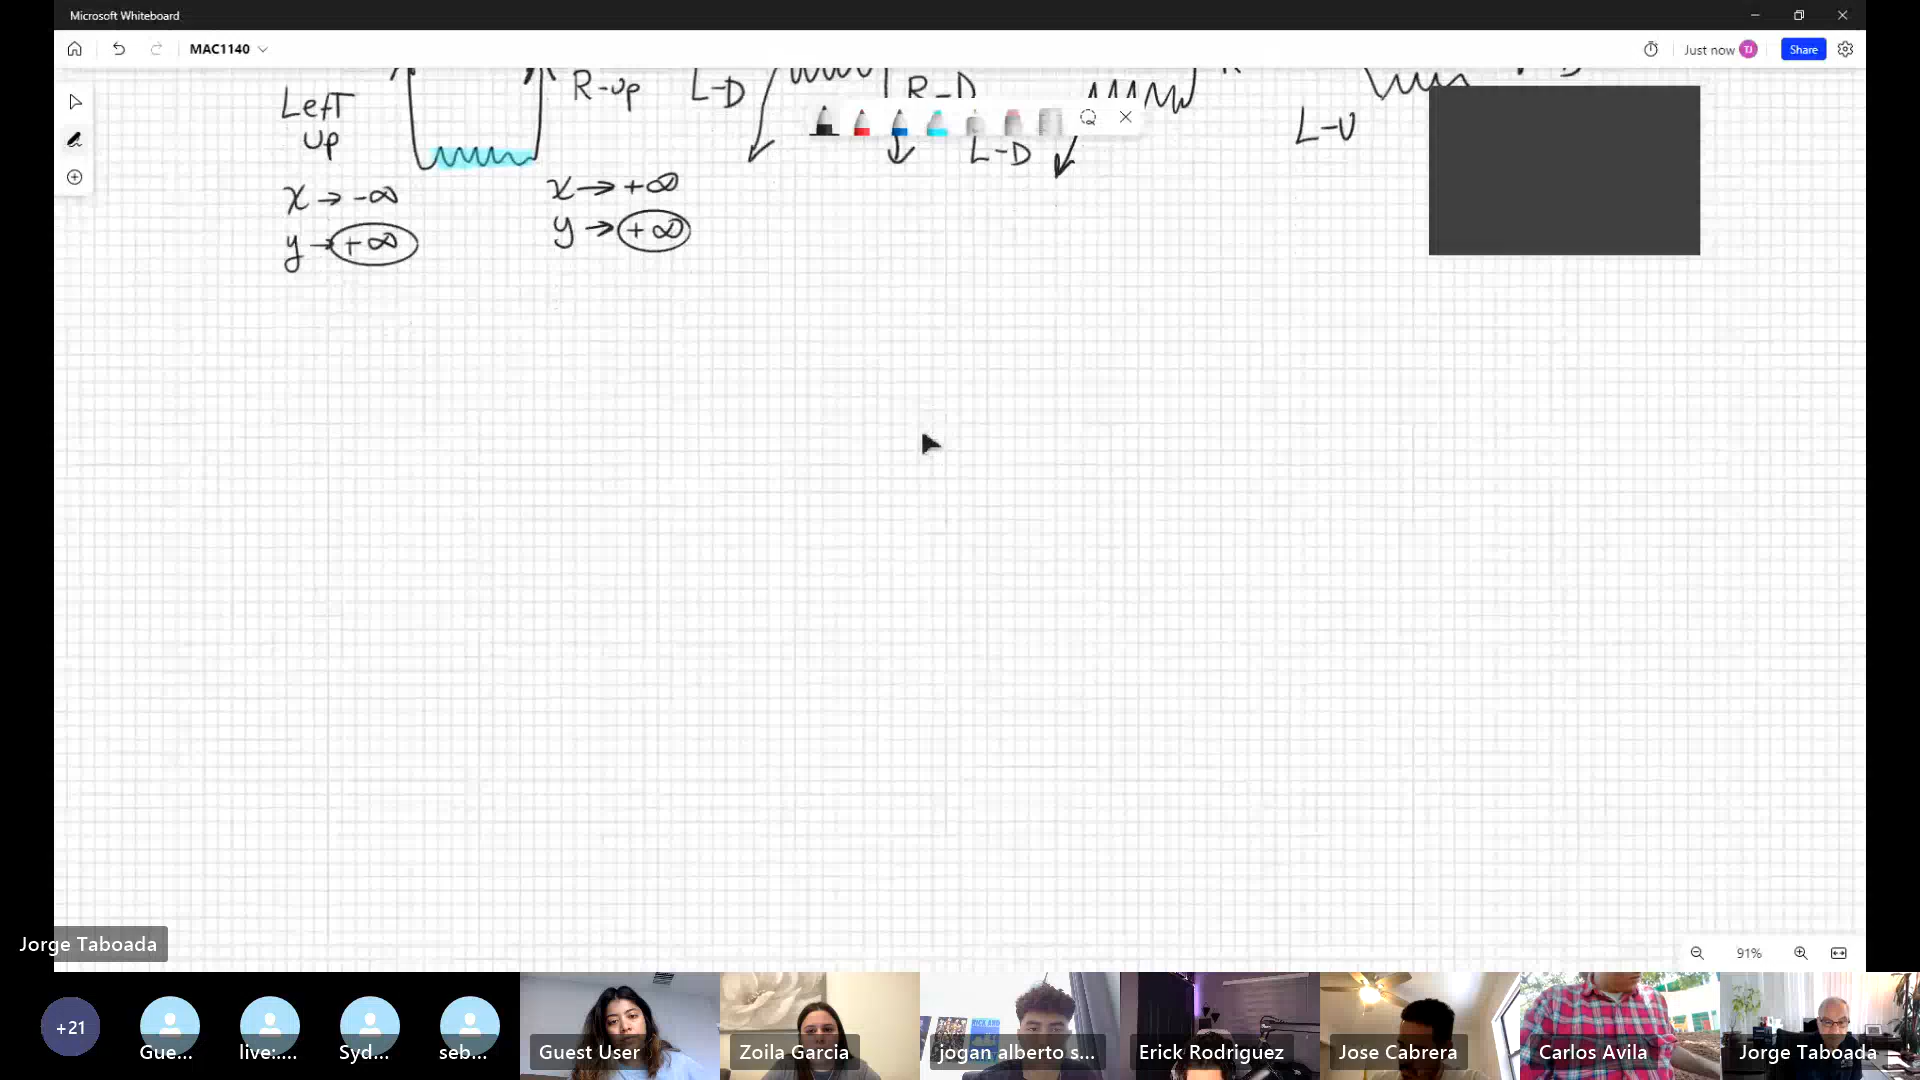 Microsoft Whiteboard
MAC1140
Just now TJ Share
R-Up L-D R-D
Left
Up
L-D
L-U
x → -∞
y → +∞
x → +∞
y → +∞
91%
Jorge Taboada
+21
Gue...
live:....
Syd...
seb...
Guest User
Zoila Garcia
jogan alberto s...
Erick Rodriguez
Jose Cabrera
Carlos Avila
Jorge Taboada